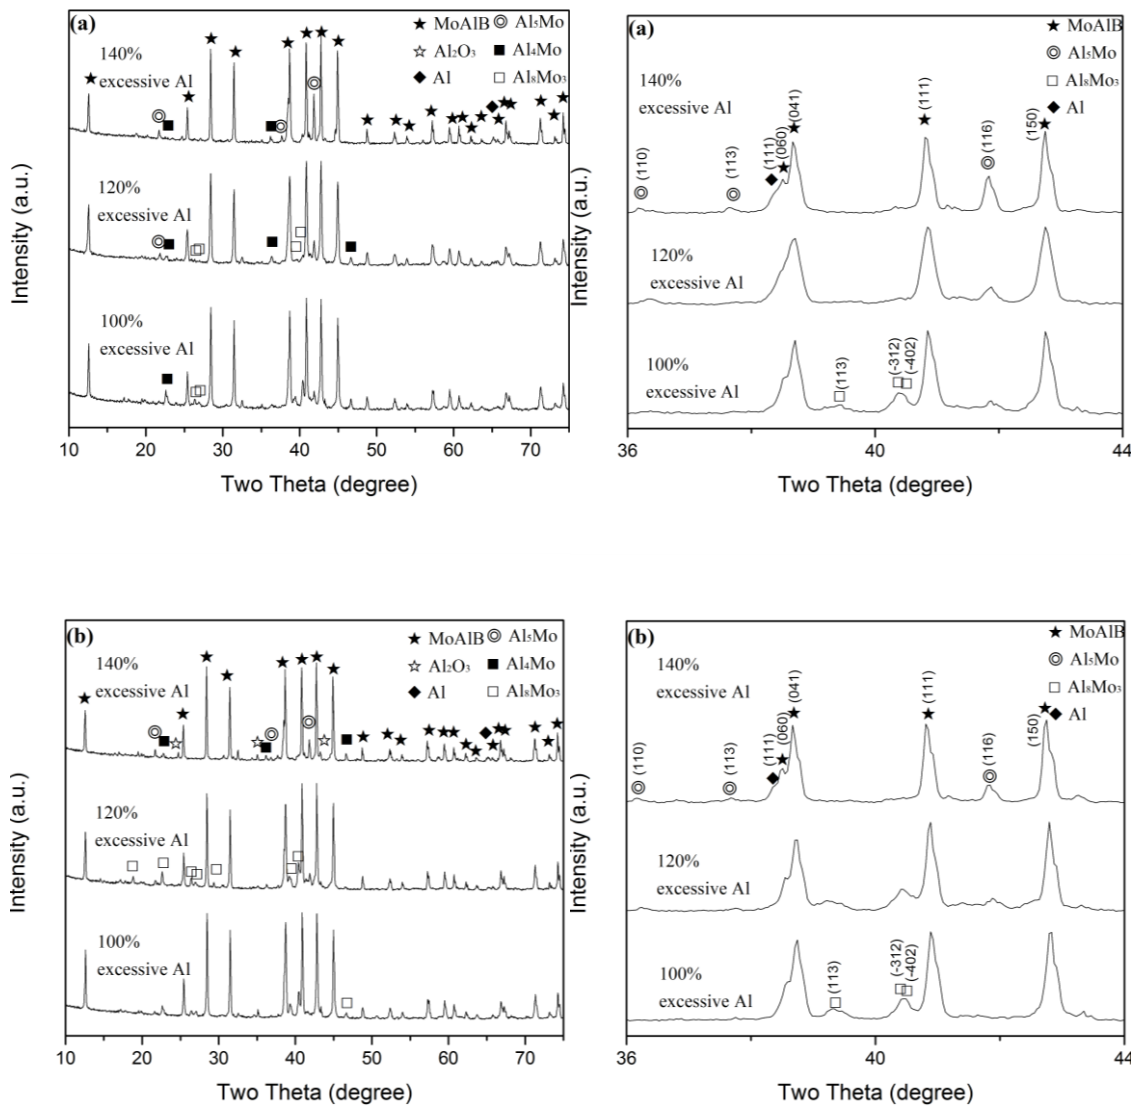 (a)
★ MoAlB ◎ Al₅Mo
☆ Al₂O₃ ■ Al₄Mo
◆ Al □ Al₈Mo₃
140%
excessive Al
120%
excessive Al
100%
excessive Al
Intensity (a.u.)
10 20 30 40 50 60 70
Two Theta (degree)
(a)
★ MoAlB
◎ Al₅Mo
□ Al₈Mo₃
◆ Al
140%
excessive Al
(110)
(113)
(111)
(060)
(041)
(111)
(116)
(150)
120%
excessive Al
100%
excessive Al
(113)
(-312)
(-402)
Intensity (a.u.)
36 40 44
Two Theta (degree)
(b)
★ MoAlB ◎ Al₅Mo
☆ Al₂O₃ ■ Al₄Mo
◆ Al □ Al₈Mo₃
140%
excessive Al
120%
excessive Al
100%
excessive Al
Intensity (a.u.)
10 20 30 40 50 60 70
Two Theta (degree)
(b)
★ MoAlB
◎ Al₅Mo
□ Al₈Mo₃
◆ Al
140%
excessive Al
(110)
(113)
(111)
(060)
(041)
(111)
(116)
(150)
120%
excessive Al
100%
excessive Al
(113)
(-312)
(-402)
Intensity (a.u.)
36 40 44
Two Theta (degree)